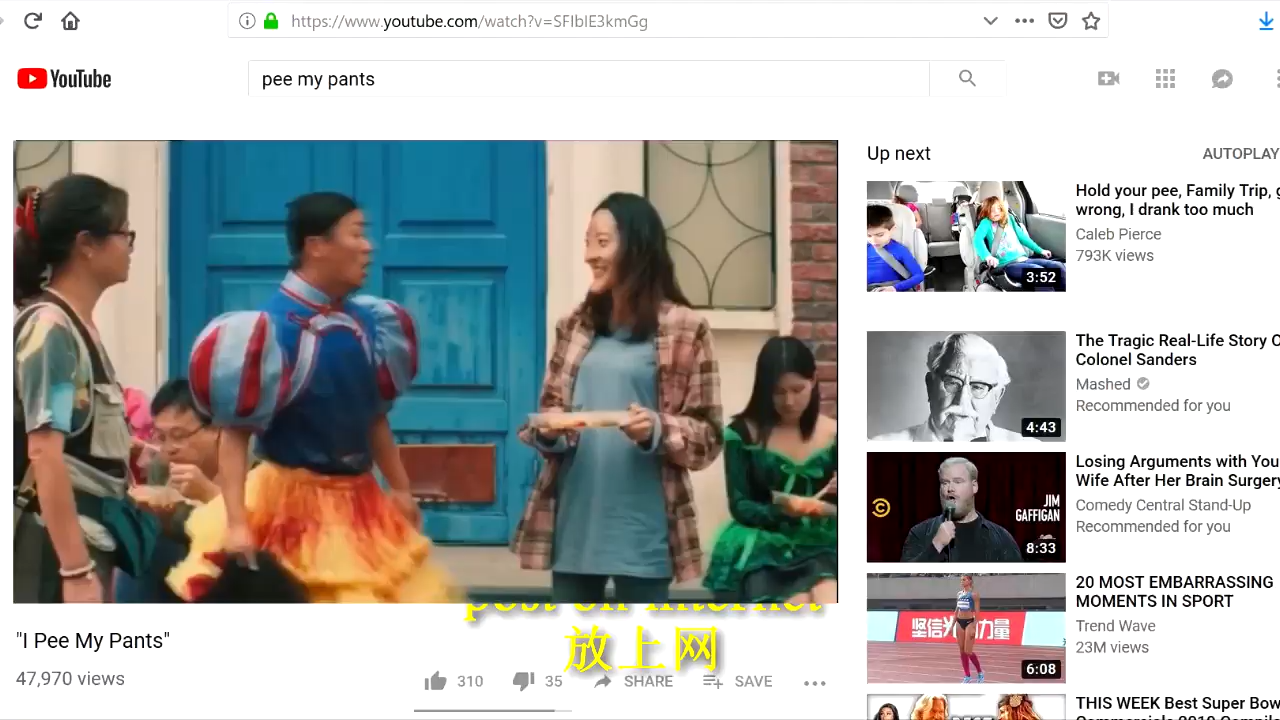 https://www.youtube.com/watch?v=SFIbIE3kmGg
YouTube
pee my pants
Up next
AUTOPLAY
Hold your pee, Family Trip, g
wrong, I drank too much
Caleb Pierce
793K views
3:52
The Tragic Real-Life Story O
Colonel Sanders
Mashed
Recommended for you
4:43
Losing Arguments with You
Wife After Her Brain Surgery
Comedy Central Stand-Up
Recommended for you
JIM
GAFFIGAN
8:33
20 MOST EMBARRASSING
MOMENTS IN SPORT
Trend Wave
23M views
6:08
THIS WEEK Best Super Bow
post on internet
放上网
"I Pee My Pants"
47,970 views
310
35
SHARE
SAVE